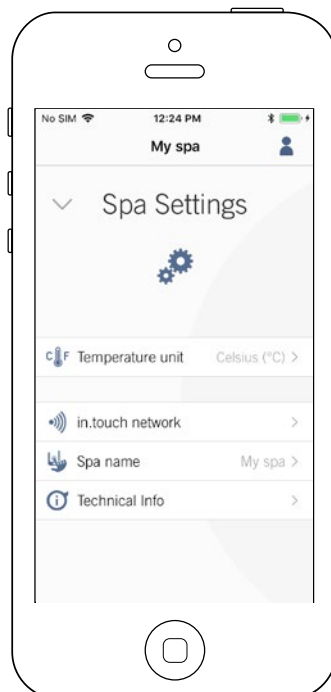 No SIM 12:24 PM
My spa
Spa Settings
C F Temperature unit Celsius (°C) >
in.touch network >
Spa name My spa >
i Technical Info >